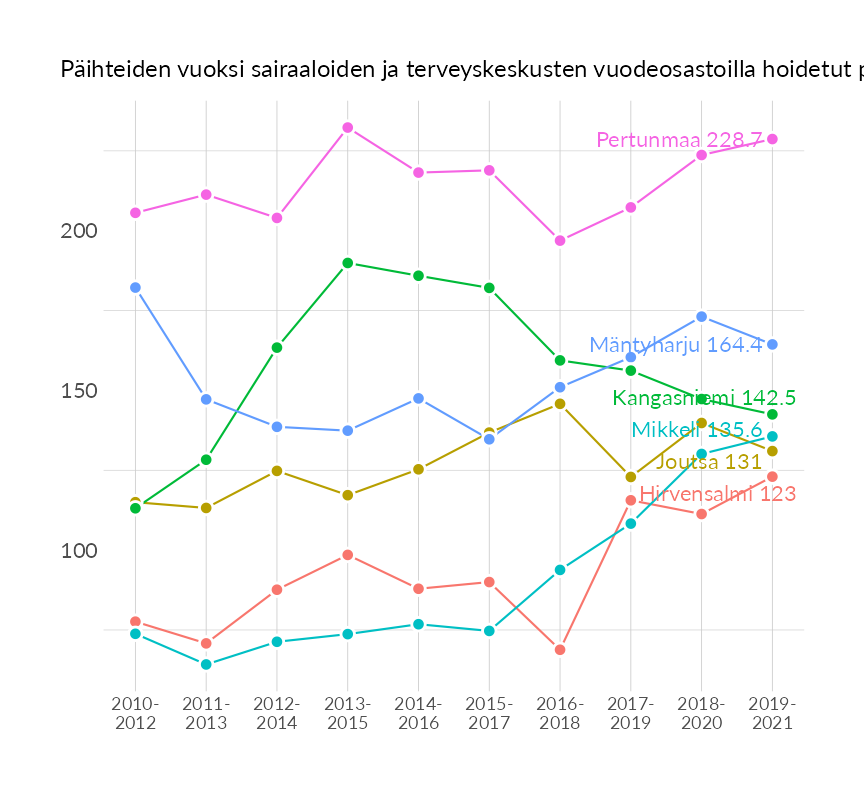 Päihteiden vuoksi sairaaloiden ja terveyskeskusten vuodeosastoilla hoidetut
Pertunmaa 228.7
200
Mäntyharju 164.4
150
Kangasniemi 142.5
Mikkeli 135.6
Joutsa 131
Hirvensalmi 123
100
2010-2012
2011-2013
2012-2014
2013-2015
2014-2016
2015-2017
2016-2018
2017-2019
2018-2020
2019-2021